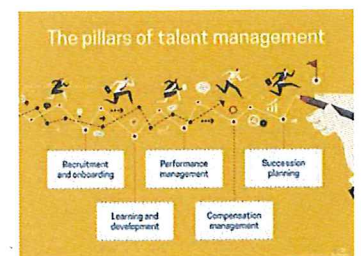 The pillars of talent management
Recruitment
and onboarding
Performance
management
Succession
planning
Learning and
development
Compensation
management